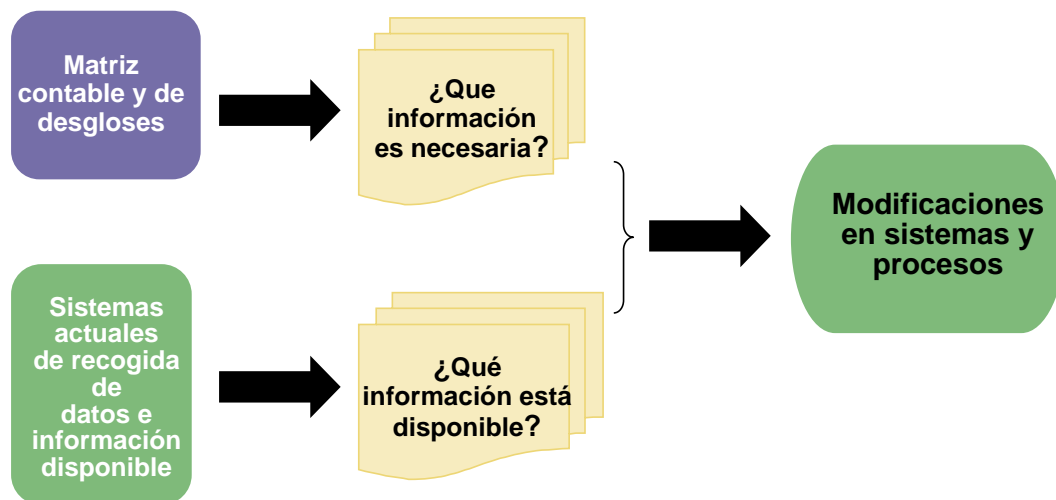 Matriz
contable y de
desgloses
¿Que
información
es necesaria?
Modificaciones
en sistemas y
procesos
Sistemas
actuales
de recogida
de
datos e
información
disponible
¿Qué
información está
disponible?